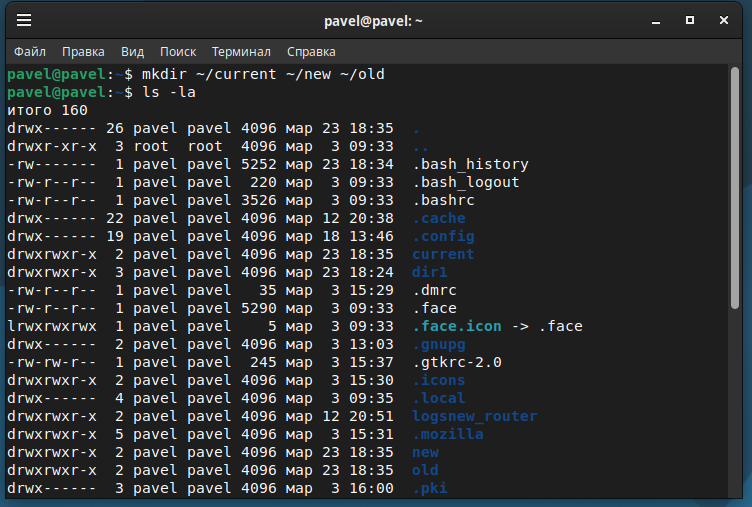 pavel@pavel: ~
Файл Правка Вид Поиск Терминал Справка
pavel@pavel:~$ mkdir ~/current ~/new ~/old
pavel@pavel:~$ ls -la
итого 160
drwx------ 26 pavel pavel 4096 мар 23 18:35 .
drwxr-xr-x  3 root  root  4096 мар  3 09:33 ..
-rw-------  1 pavel pavel 5252 мар 23 18:34 .bash_history
-rw-r--r--  1 pavel pavel  220 мар  3 09:33 .bash_logout
-rw-r--r--  1 pavel pavel 3526 мар  3 09:33 .bashrc
drwx------ 22 pavel pavel 4096 мар 12 20:38 .cache
drwx------ 19 pavel pavel 4096 мар 18 13:46 .config
drwxrwxr-x  2 pavel pavel 4096 мар 23 18:35 current
drwxrwxr-x  3 pavel pavel 4096 мар 23 18:24 dir1
-rw-r--r--  1 pavel pavel   35 мар  3 15:29 .dmrc
-rw-r--r--  1 pavel pavel 5290 мар  3 09:33 .face
lrwxrwxrwx  1 pavel pavel    5 мар  3 09:33 .face.icon -> .face
drwx------  2 pavel pavel 4096 мар  3 13:03 .gnupg
-rw-rw-r--  1 pavel pavel  245 мар  3 15:37 .gtkrc-2.0
drwxrwxr-x  2 pavel pavel 4096 мар  3 15:30 .icons
drwx------  4 pavel pavel 4096 мар  3 09:35 .local
drwxrwxr-x  2 pavel pavel 4096 мар 12 20:51 logsnew_router
drwxrwxr-x  5 pavel pavel 4096 мар  3 15:31 .mozilla
drwxrwxr-x  2 pavel pavel 4096 мар 23 18:35 new
drwxrwxr-x  2 pavel pavel 4096 мар 23 18:35 old
drwx------  3 pavel pavel 4096 мар  3 16:00 .pki